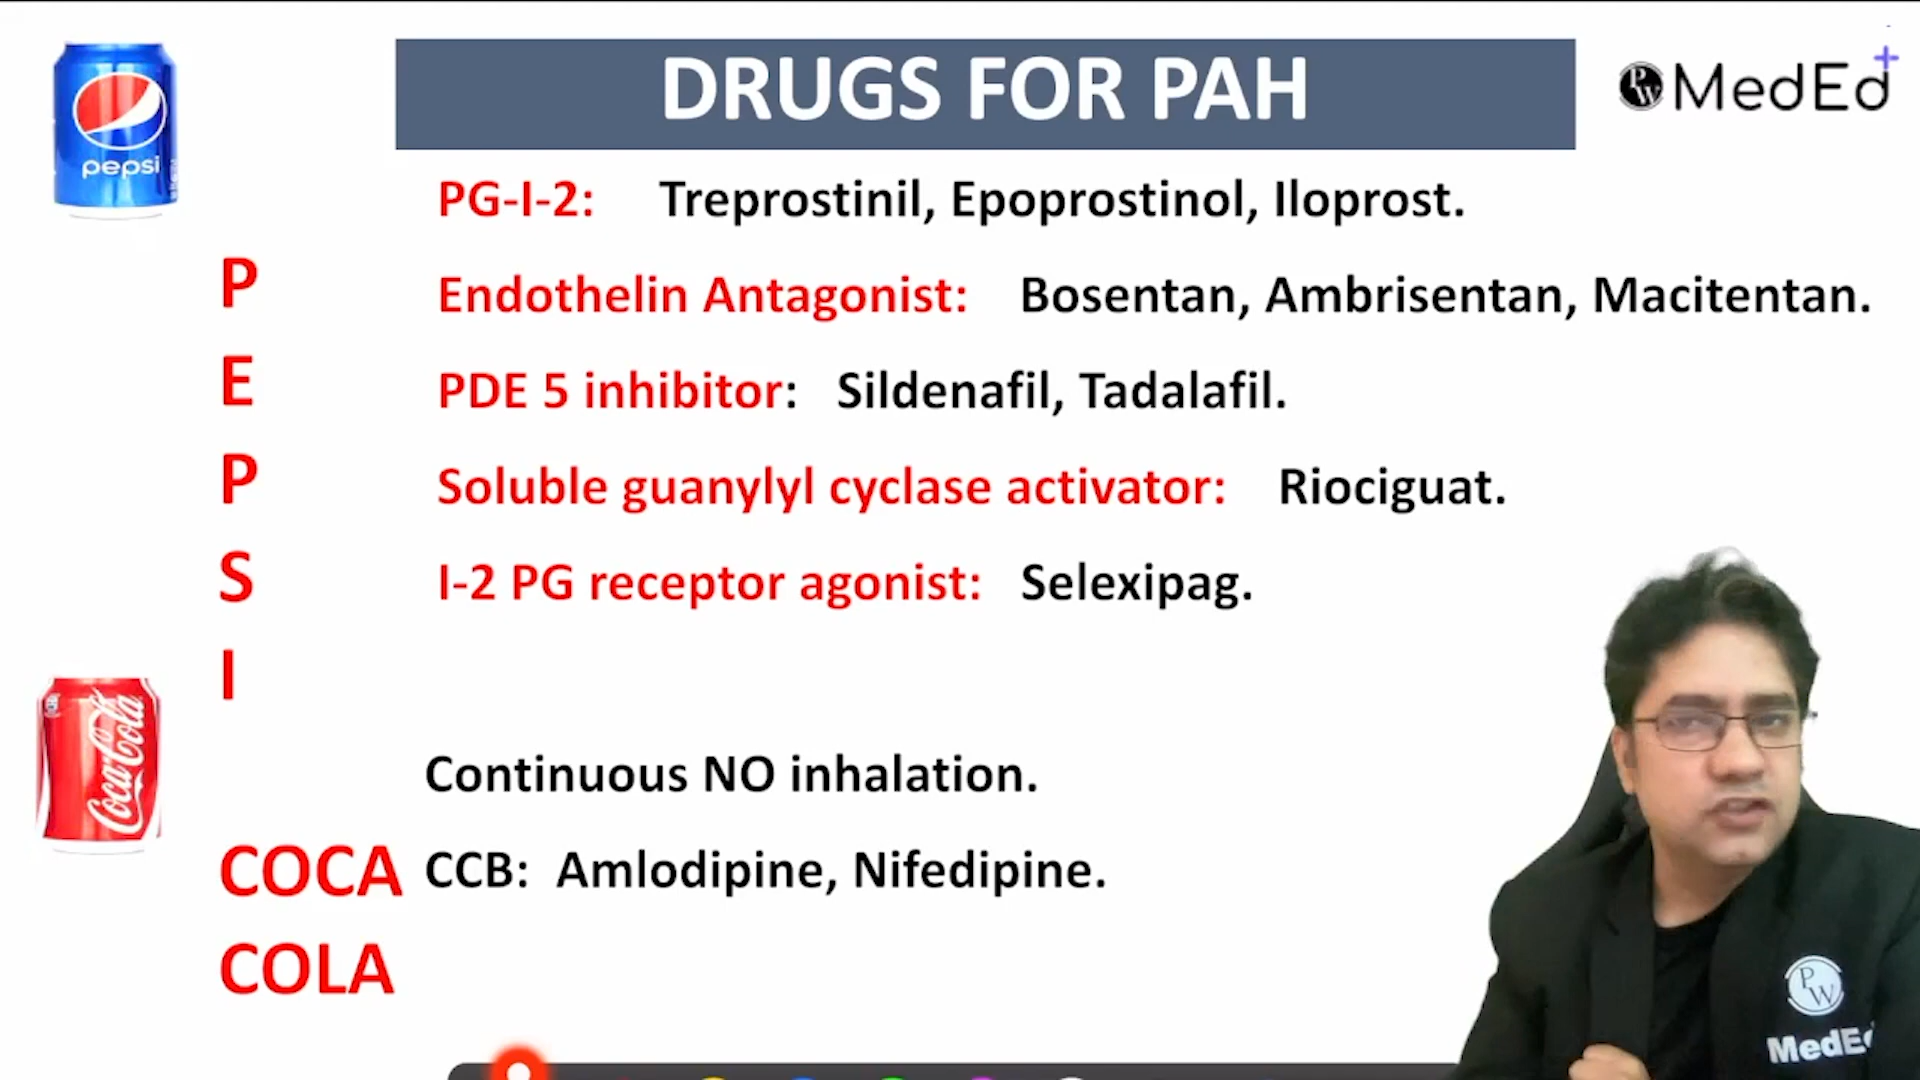 DRUGS FOR PAH
PW MedEd
pepsi
PG-I-2: Treprostinil, Epoprostinol, Iloprost.
P
Endothelin Antagonist: Bosentan, Ambrisentan, Macitentan.
E
PDE 5 inhibitor: Sildenafil, Tadalafil.
P
Soluble guanylyl cyclase activator: Riociguat.
S
I-2 PG receptor agonist: Selexipag.
I
Coca-Cola
Continuous NO inhalation.
COCA
CCB: Amlodipine, Nifedipine.
COLA
PW
MedEd